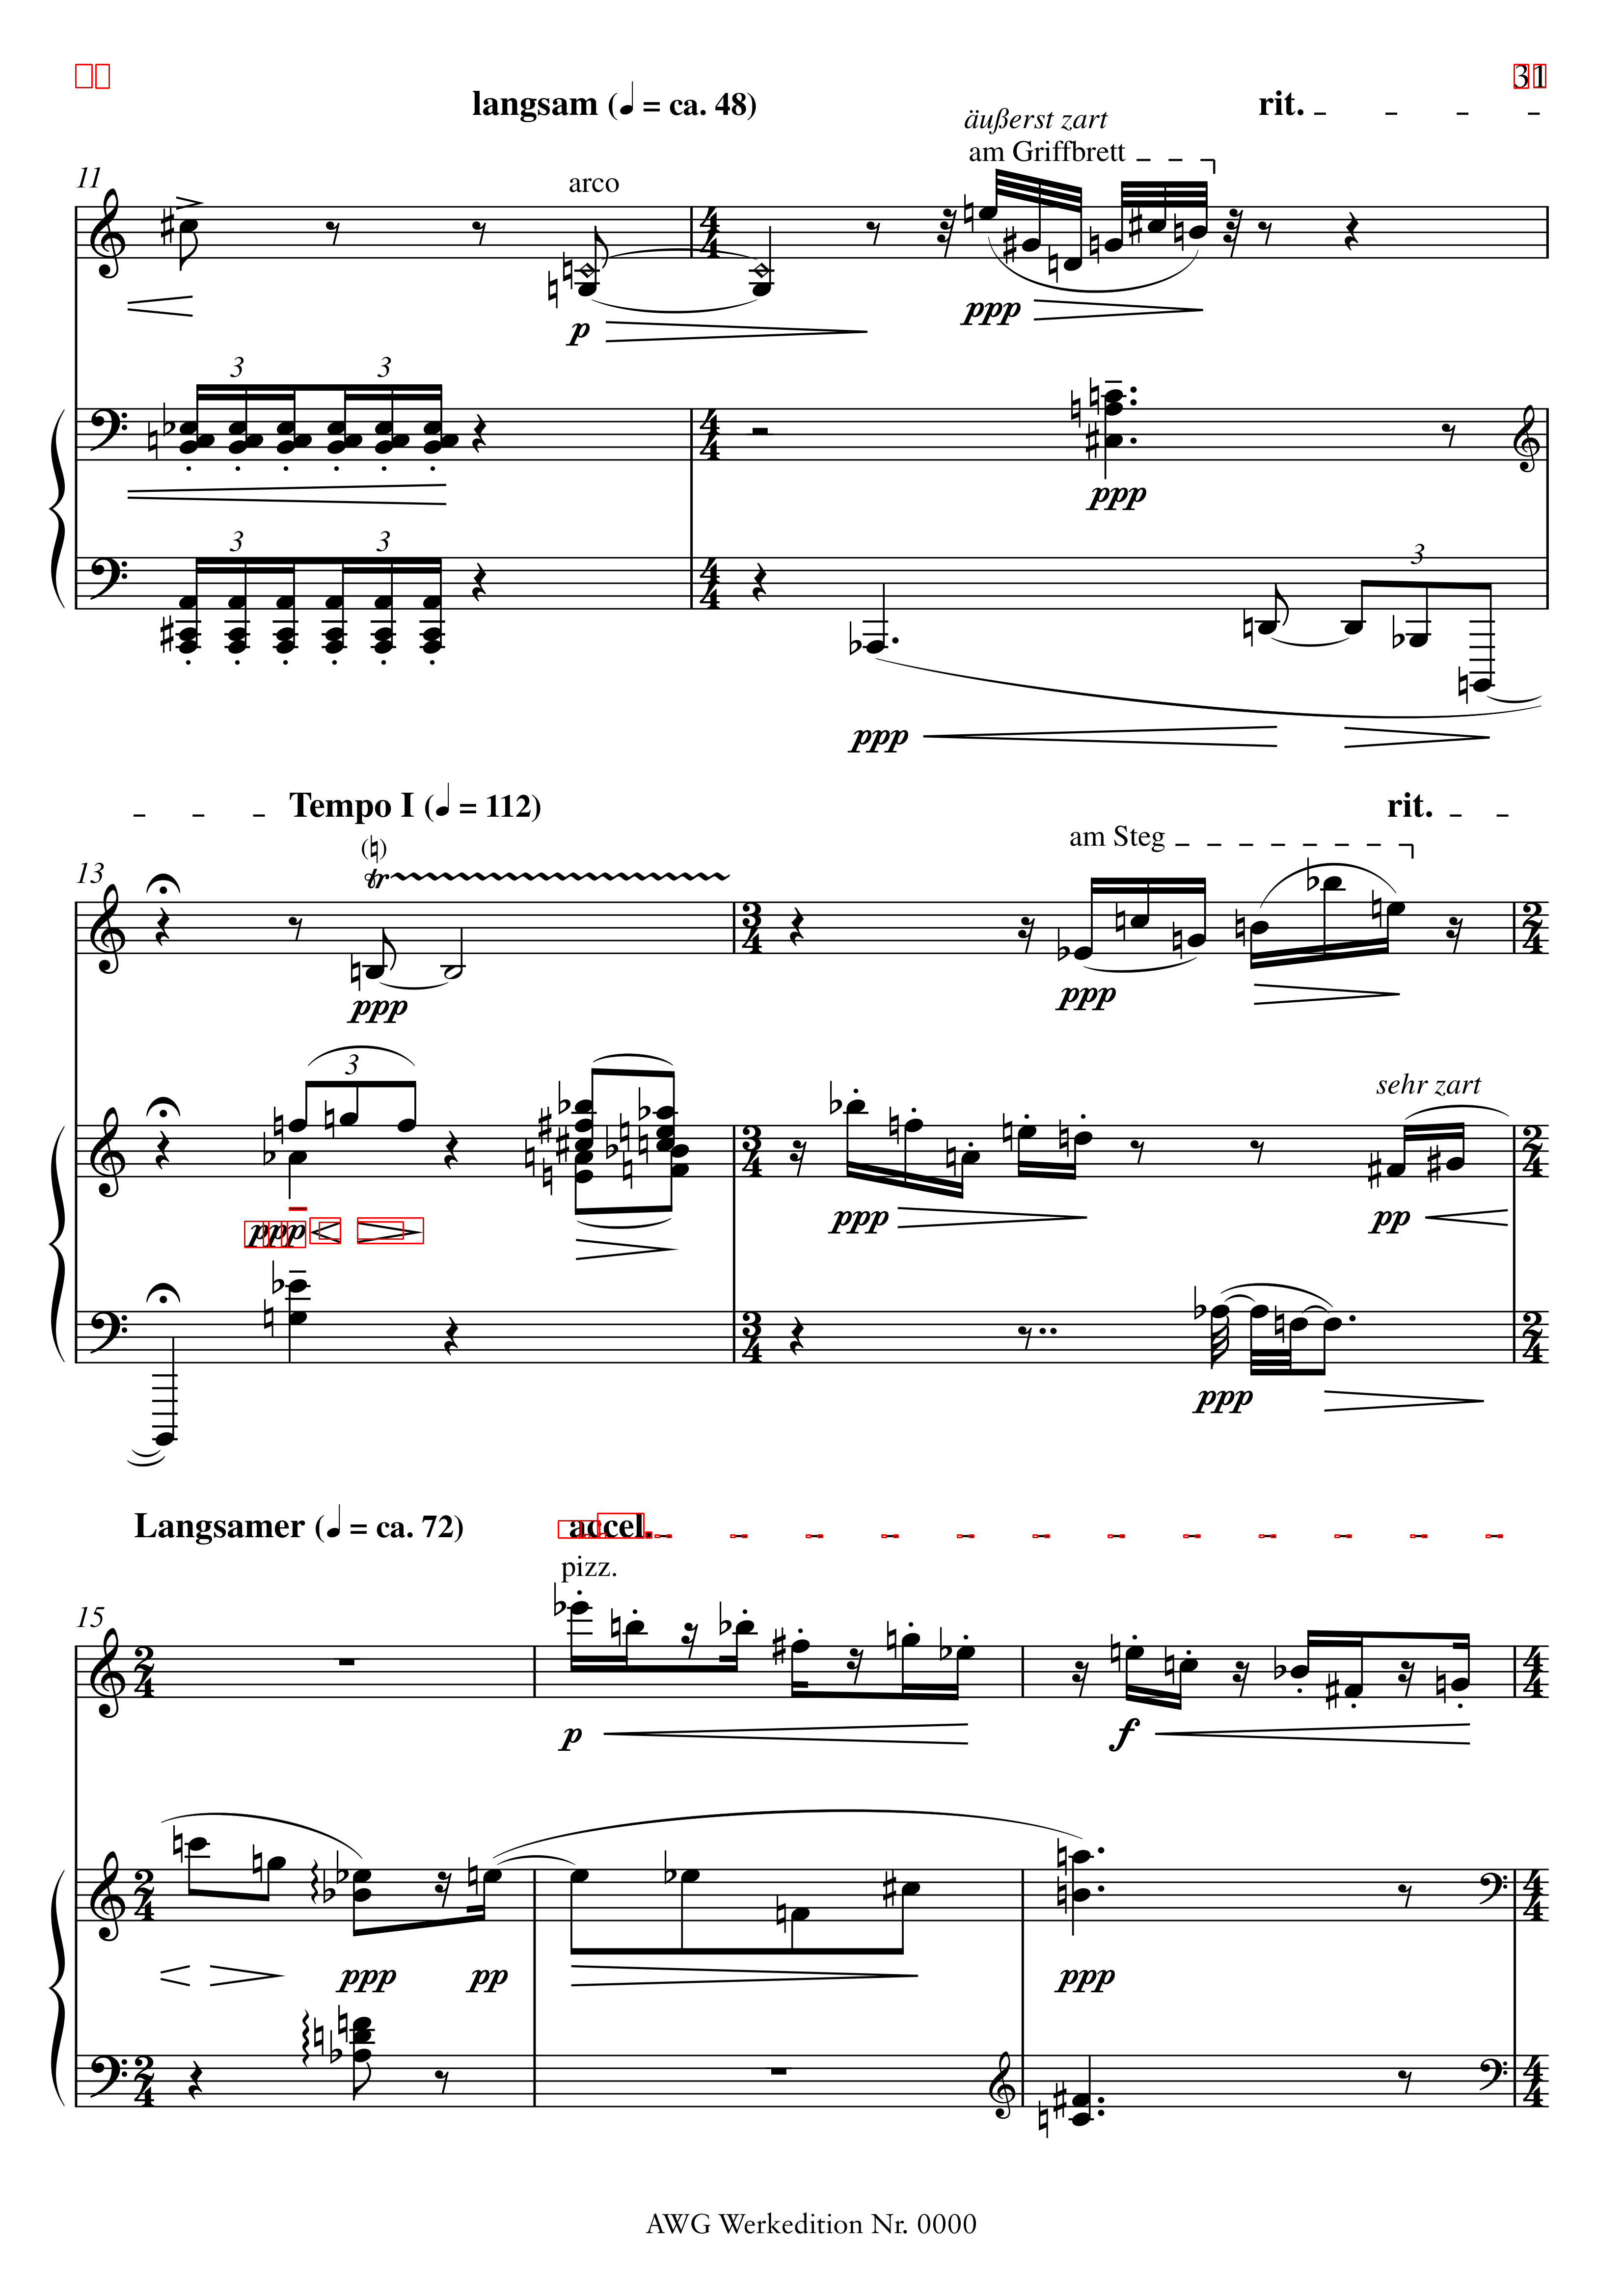 31
langsam (♩ = ca. 48) rit.
äußerst zart
am Griffbrett
11
arco
p ppp
3 3
ppp
3 3 3
ppp
Tempo I (♩ = 112) rit.
am Steg
13
tr
ppp ppp
3
sehr zart
ppp ppp pp
ppp
Langsamer (♩ = ca. 72) accel.
pizz.
15
p f
ppp pp ppp
AWG Werkedition Nr. 0000